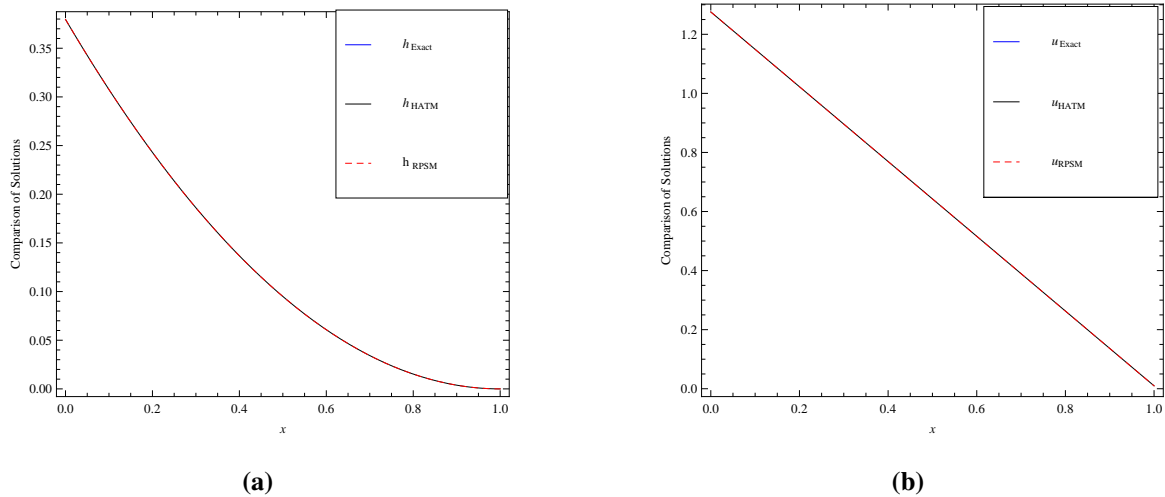 h Exact
h HATM
h RPSM
Comparison of Solutions
0.35
0.30
0.25
0.20
0.15
0.10
0.05
0.00
0.0 0.2 0.4 0.6 0.8 1.0
x
(a)
u Exact
u HATM
u RPSM
Comparison of Solutions
1.2
1.0
0.8
0.6
0.4
0.2
0.0
0.0 0.2 0.4 0.6 0.8 1.0
x
(b)